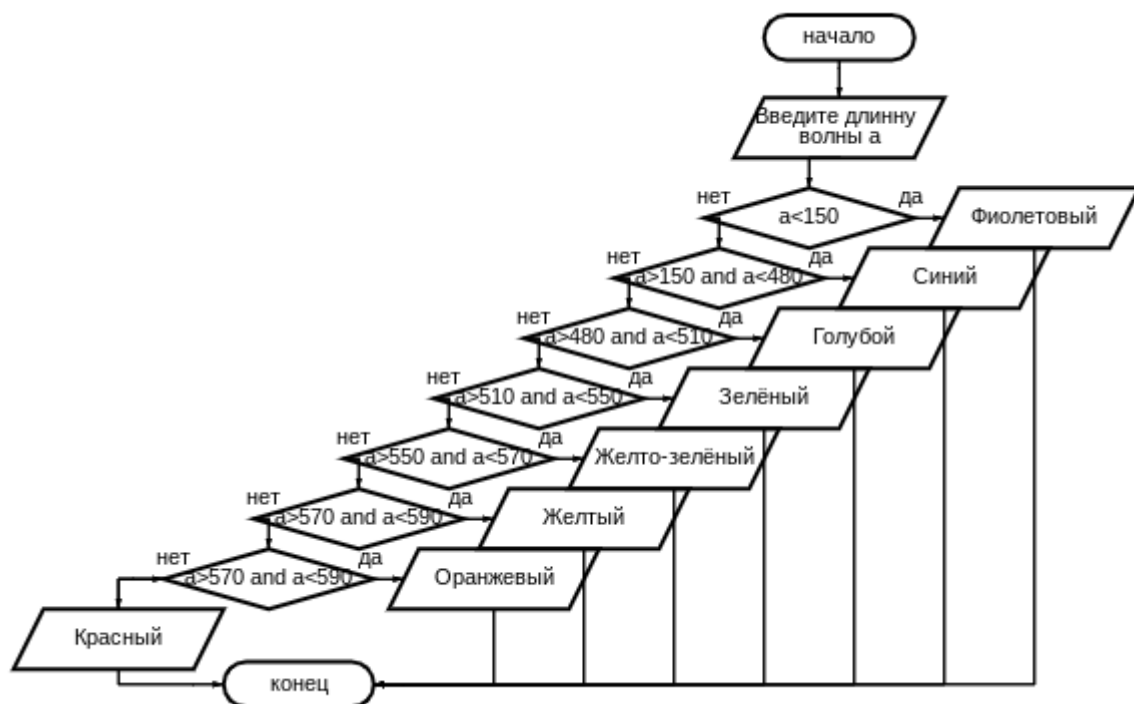 начало
Введите длинну
волны a
нет
a<150
да
Фиолетовый
нет
a>150 and a<480
да
Синий
нет
a>480 and a<510
да
Голубой
нет
a>510 and a<550
да
Зелёный
нет
a>550 and a<570
да
Желто-зелёный
нет
a>570 and a<590
да
Желтый
нет
a>570 and a<590
да
Оранжевый
Красный
конец